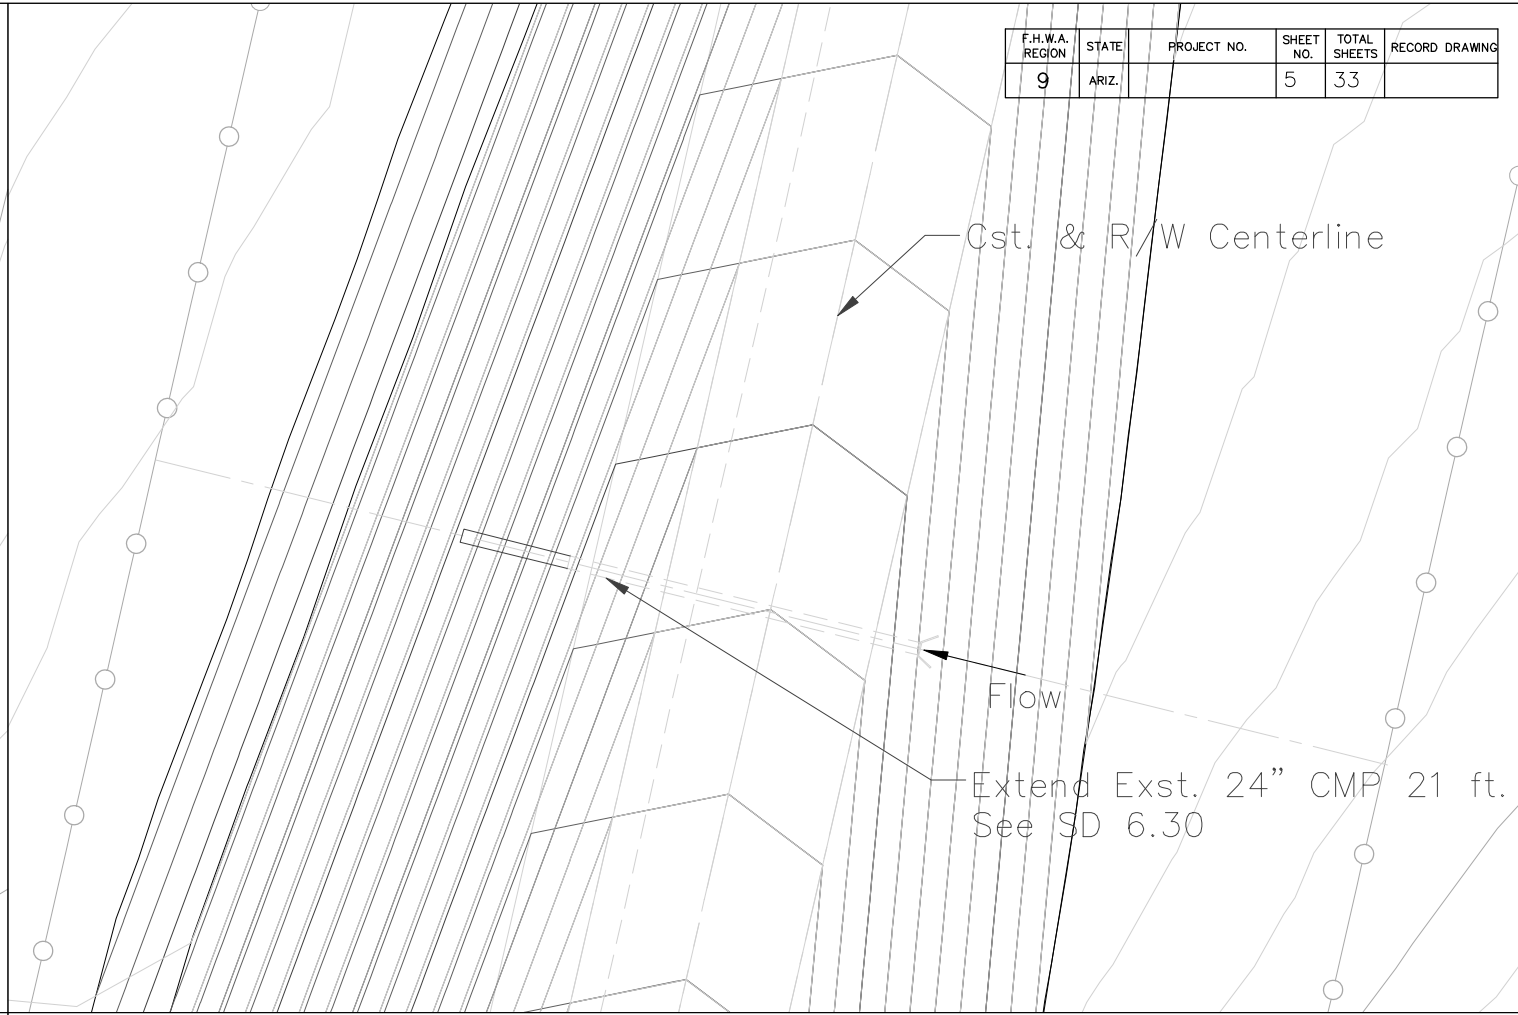 F.H.W.A. REGION STATE PROJECT NO. SHEET NO. TOTAL SHEETS RECORD DRAWING
9 ARIZ. 5 33
Cst. & R/W Centerline
Flow
Extend Exst. 24” CMP 21 ft.
See SD 6.30